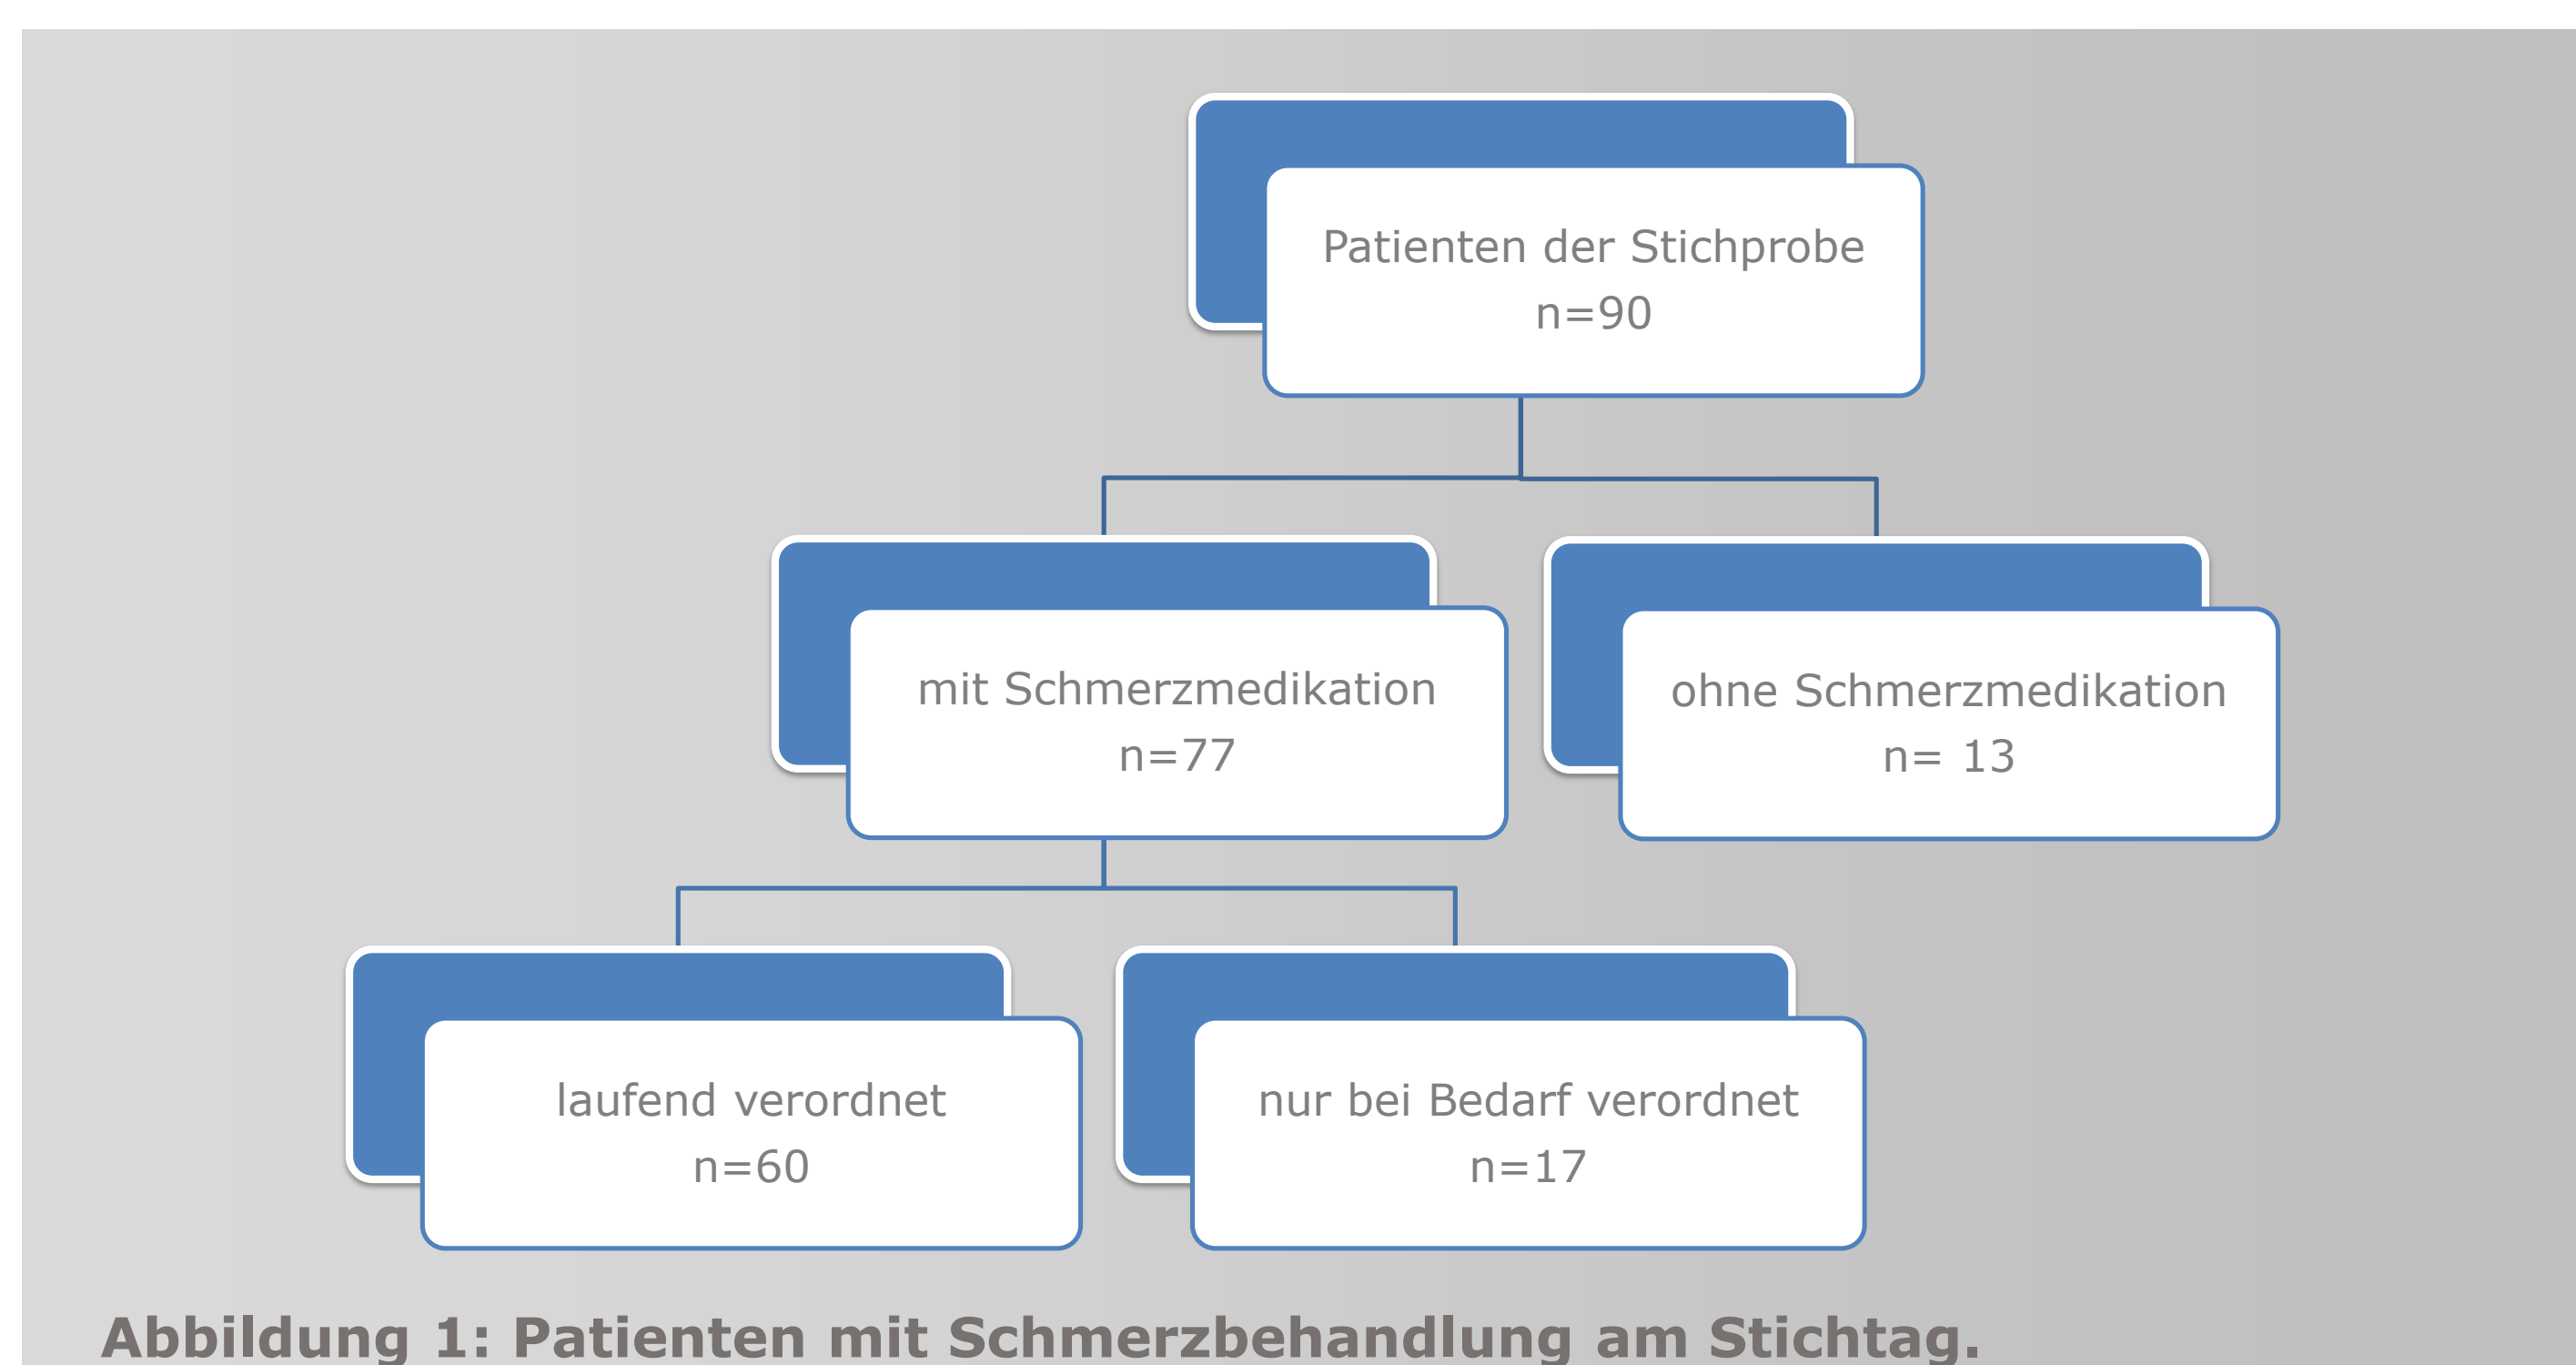 Patienten der Stichprobe
n=90
mit Schmerzmedikation
n=77
ohne Schmerzmedikation
n= 13
laufend verordnet
n=60
nur bei Bedarf verordnet
n=17
Abbildung 1: Patienten mit Schmerzbehandlung am Stichtag.